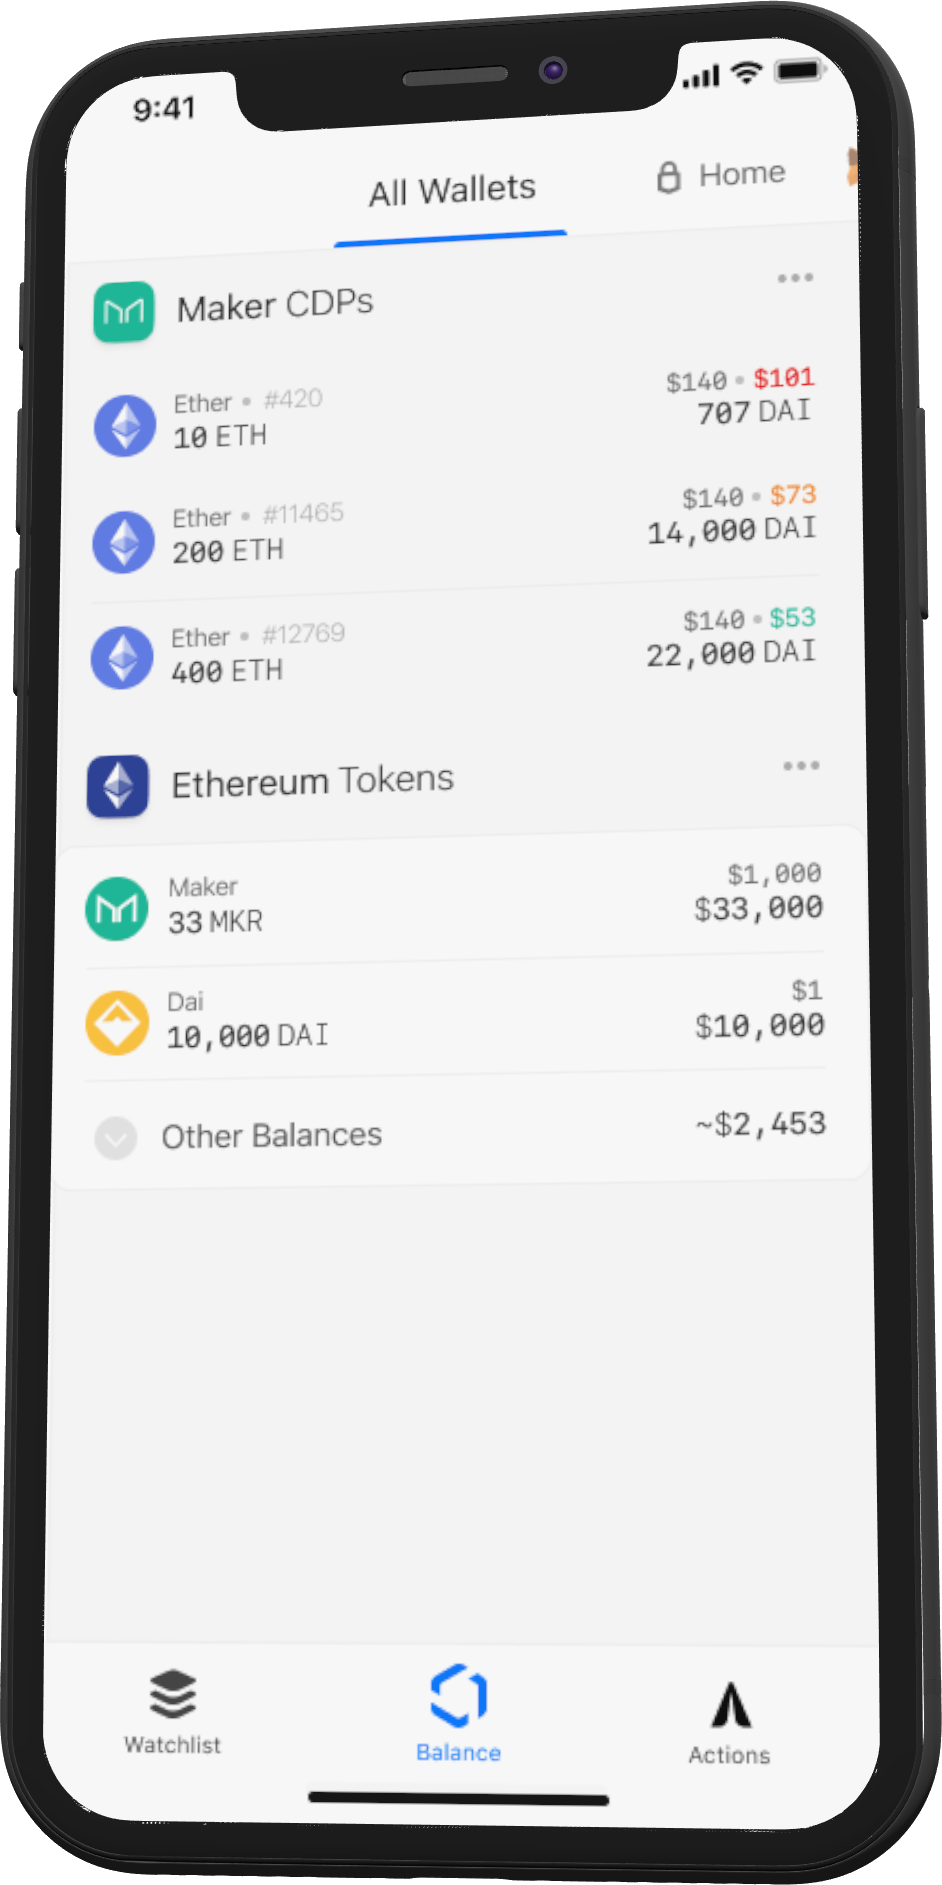 9:41
All Wallets
Home
Maker CDPs
Ether • #420
$140 • $101
10 ETH
707 DAI
Ether • #11465
$140 • $73
200 ETH
14,000 DAI
Ether • #12769
$140 • $53
400 ETH
22,000 DAI
Ethereum Tokens
Maker
$1,000
33 MKR
$33,000
Dai
$1
10,000 DAI
$10,000
Other Balances
~$2,453
Watchlist
Balance
Actions